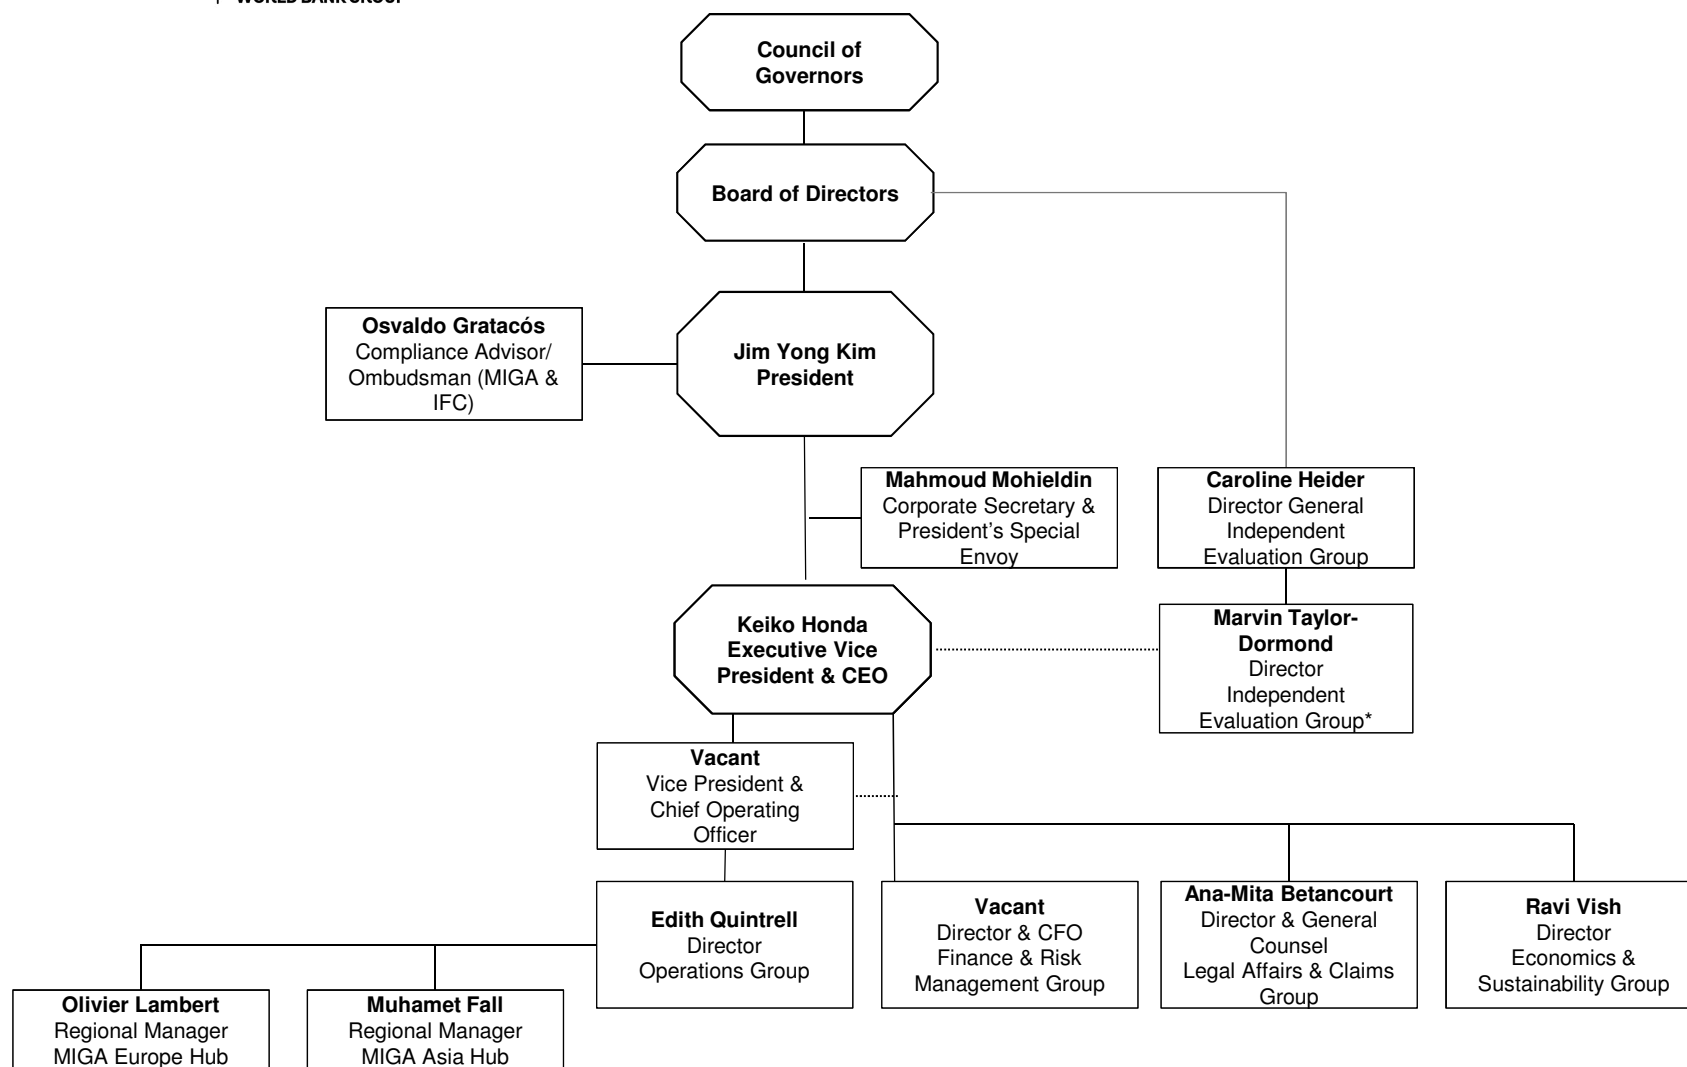 WORLD BANK GROUP
Council of
Governors
Board of Directors
Osvaldo Gratacós
Compliance Advisor/
Ombudsman (MIGA &
IFC)
Jim Yong Kim
President
Mahmoud Mohieldin
Corporate Secretary &
President’s Special
Envoy
Caroline Heider
Director General
Independent
Evaluation Group
Keiko Honda
Executive Vice
President & CEO
Marvin Taylor-
Dormond
Director
Independent
Evaluation Group*
Vacant
Vice President &
Chief Operating
Officer
Edith Quintrell
Director
Operations Group
Vacant
Director & CFO
Finance & Risk
Management Group
Ana-Mita Betancourt
Director & General
Counsel
Legal Affairs & Claims
Group
Ravi Vish
Director
Economics &
Sustainability Group
Olivier Lambert
Regional Manager
MIGA Europe Hub
Muhamet Fall
Regional Manager
MIGA Asia Hub